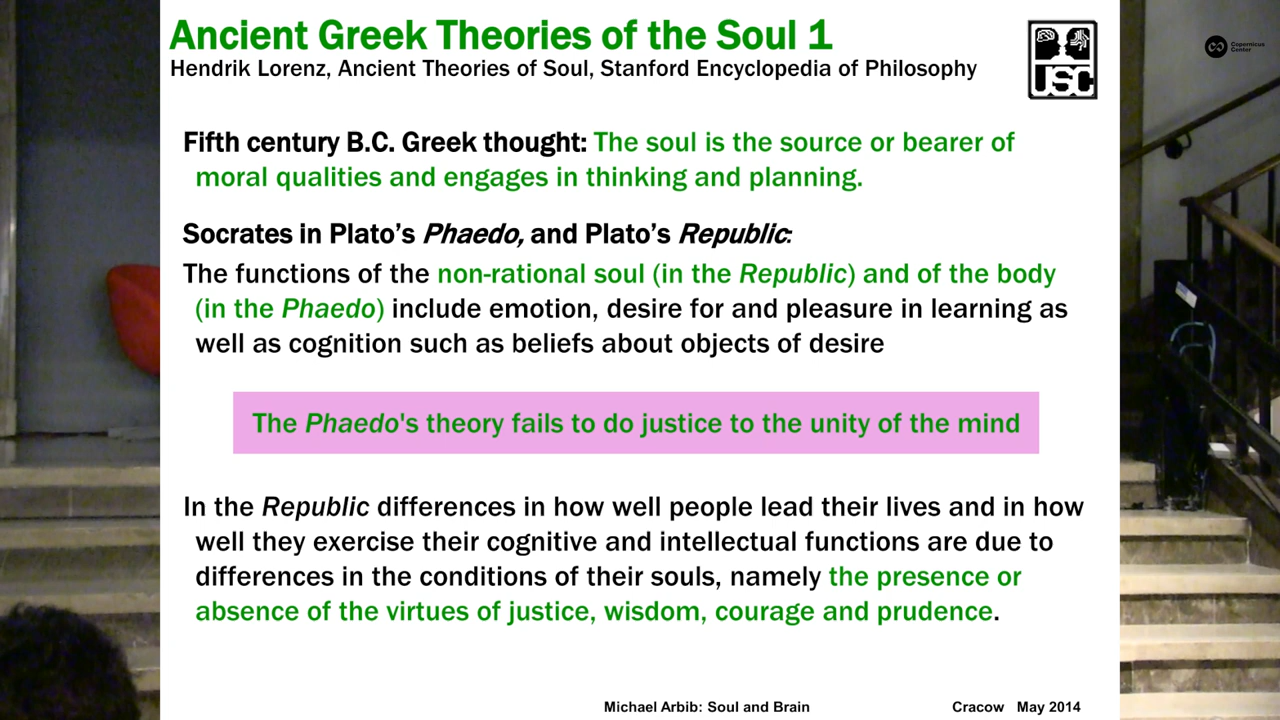 Ancient Greek Theories of the Soul 1
Hendrik Lorenz, Ancient Theories of Soul, Stanford Encyclopedia of Philosophy
USC
Copernicus
Center
Fifth century B.C. Greek thought: The soul is the source or bearer of
moral qualities and engages in thinking and planning.
Socrates in Plato’s Phaedo, and Plato’s Republic:
The functions of the non-rational soul (in the Republic) and of the body
(in the Phaedo) include emotion, desire for and pleasure in learning as
well as cognition such as beliefs about objects of desire
The Phaedo's theory fails to do justice to the unity of the mind
In the Republic differences in how well people lead their lives and in how
well they exercise their cognitive and intellectual functions are due to
differences in the conditions of their souls, namely the presence or
absence of the virtues of justice, wisdom, courage and prudence.
Michael Arbib: Soul and Brain
Cracow May 2014